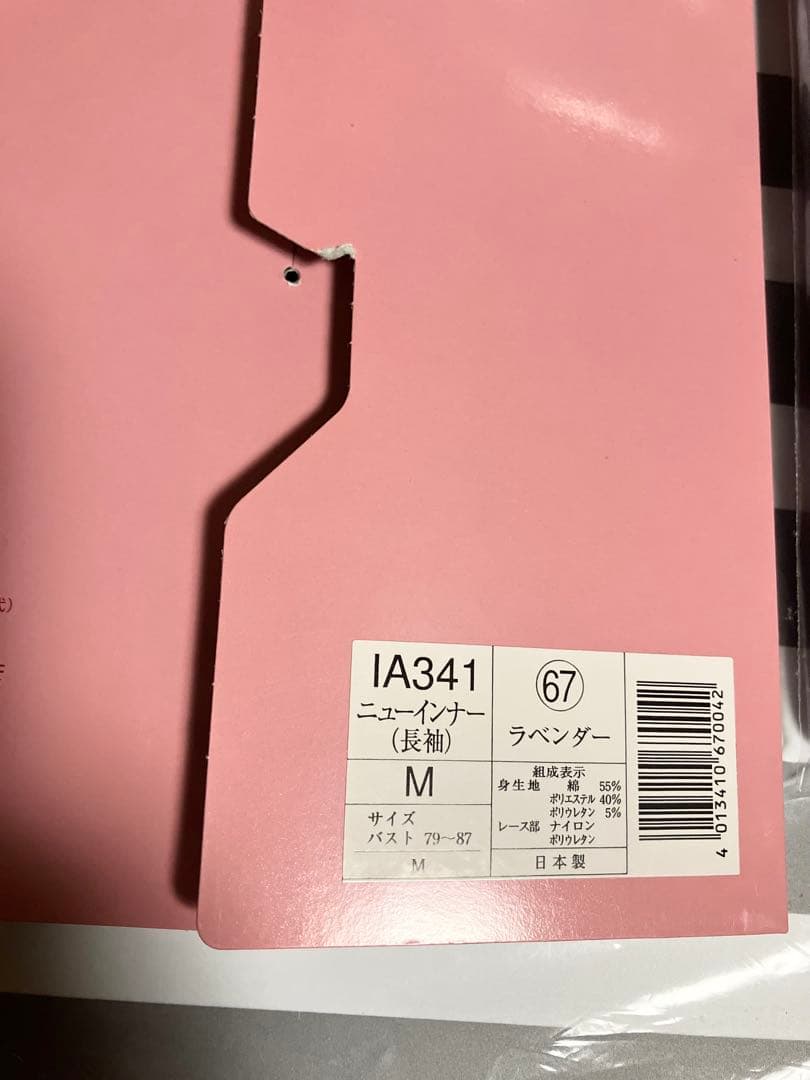 代)
IA341
ニューインナー
(長袖)
M
サイズ
バスト 79～87
M
67
ラベンダー
組成表示
身生地 綿 55%
ポリエステル 40%
ポリウレタン 5%
レース部 ナイロン
ポリウレタン
日本製
4013410670042